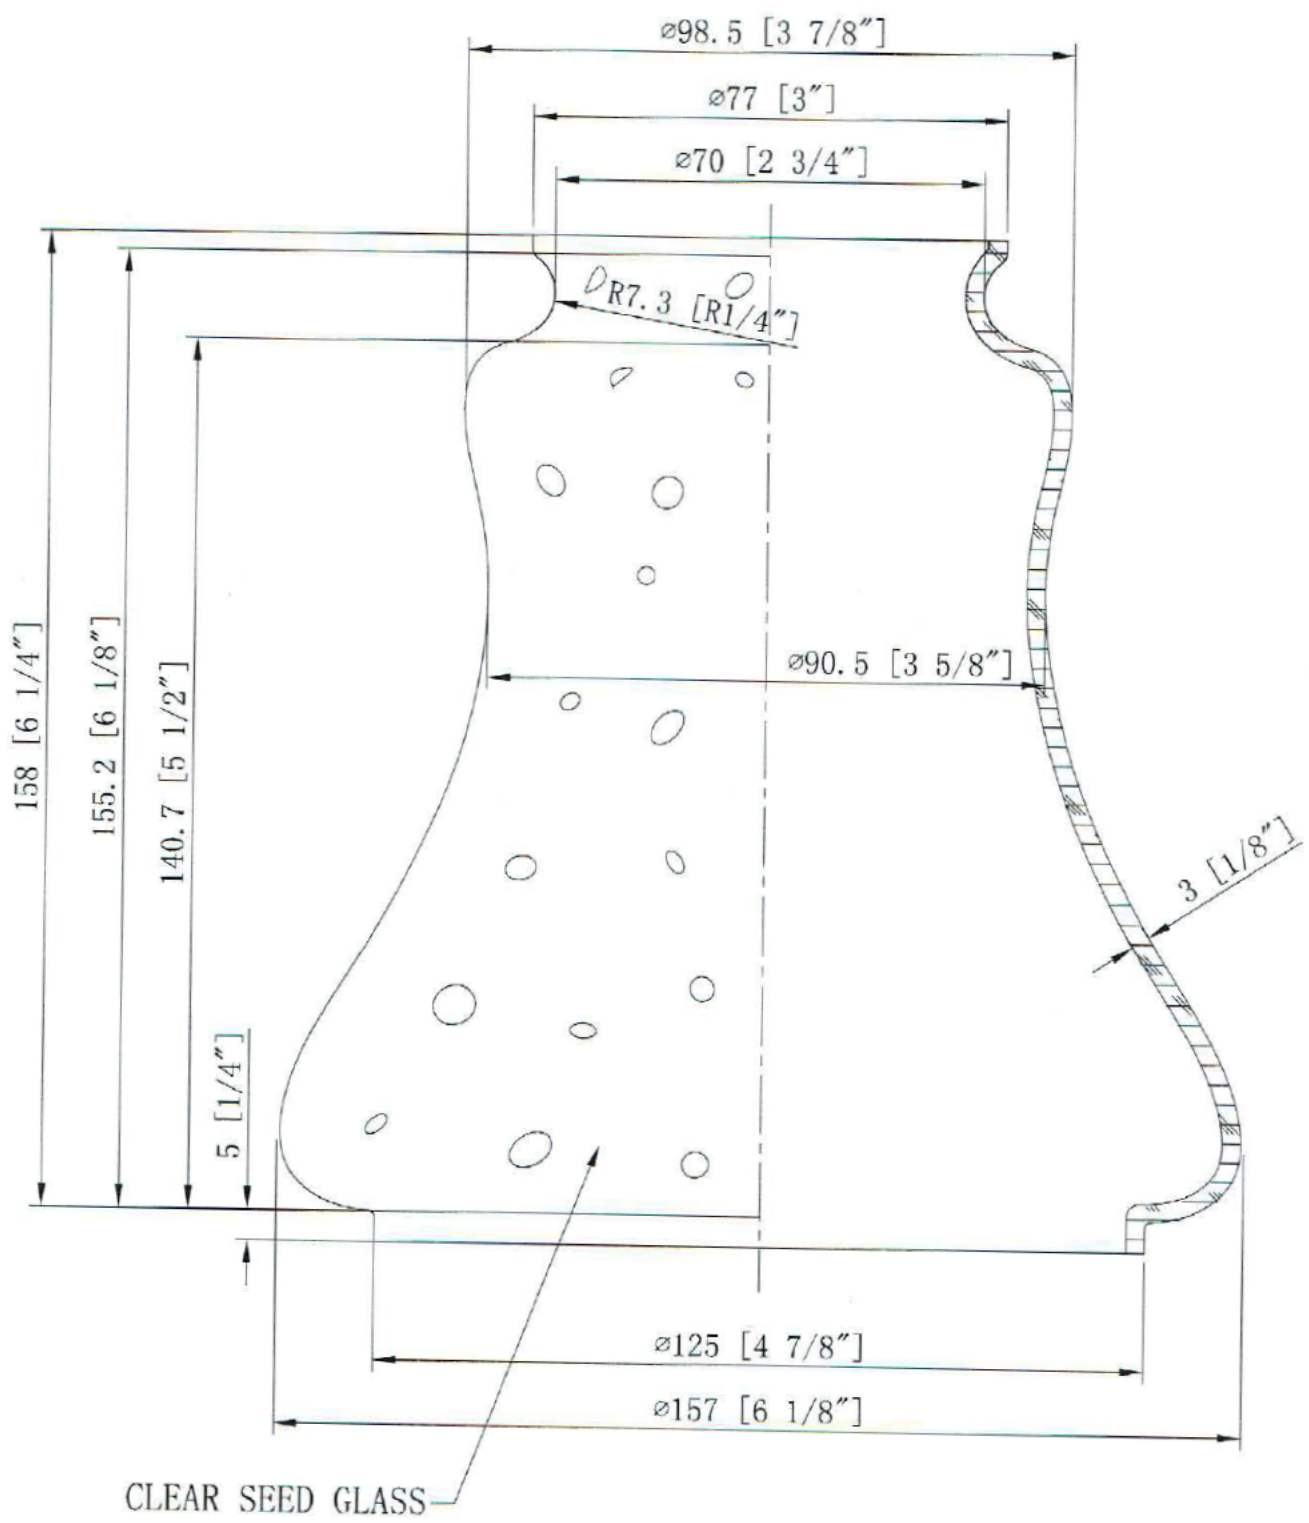 ⌀98.5 [3 7/8″]
⌀77 [3″]
⌀70 [2 3/4″]
R7.3 [R1/4″]
158 [6 1/4″]
155.2 [6 1/8″]
140.7 [5 1/2″]
⌀90.5 [3 5/8″]
3 [1/8″]
5 [1/4″]
⌀125 [4 7/8″]
⌀157 [6 1/8″]
CLEAR SEED GLASS